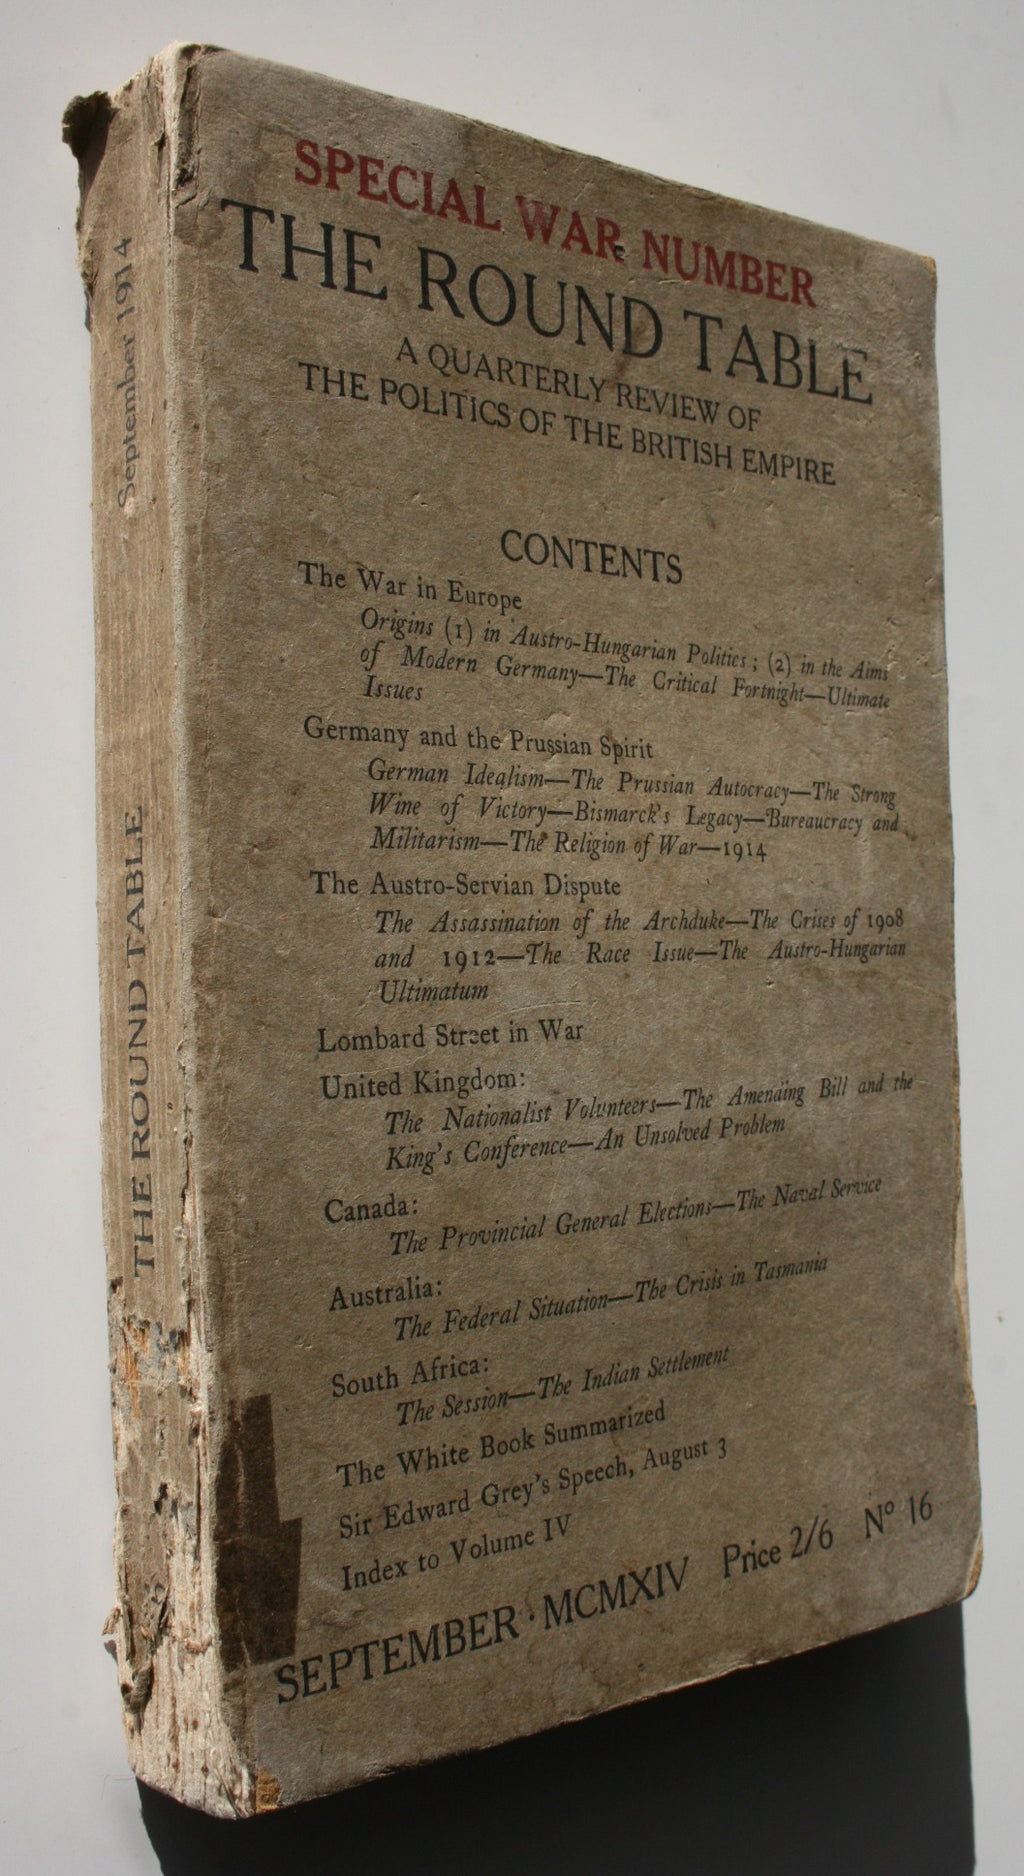 SPECIAL WAR NUMBER
THE ROUND TABLE
A QUARTERLY REVIEW OF
THE POLITICS OF THE BRITISH EMPIRE
CONTENTS
The War in Europe
Origins (1) in Austro-Hungarian Politics; (2) in the Aims
of Modern Germany—The Critical Fortnight—Ultimate
Issues
Germany and the Prussian Spirit
German Idealism—The Prussian Autocracy—The Strong
Wine of Victory—Bismarck's Legacy—Bureaucracy and
Militarism—The Religion of War—1914
The Austro-Servian Dispute
The Assassination of the Archduke—The Crises of 1908
and 1912—The Race Issue—The Austro-Hungarian
Ultimatum
Lombard Street in War
United Kingdom:
The Nationalist Volunteers—The Amending Bill and the
King's Conference—An Unsolved Problem
Canada:
The Provincial General Elections—The Naval Service
Australia:
The Federal Situation—The Crisis in Tasmania
South Africa:
The Session—The Indian Settlement
The White Book Summarized
Sir Edward Grey's Speech, August 3
Index to Volume IV
SEPTEMBER · MCMXIV Price 2/6 Nº 16
THE ROUND TABLE September 1914